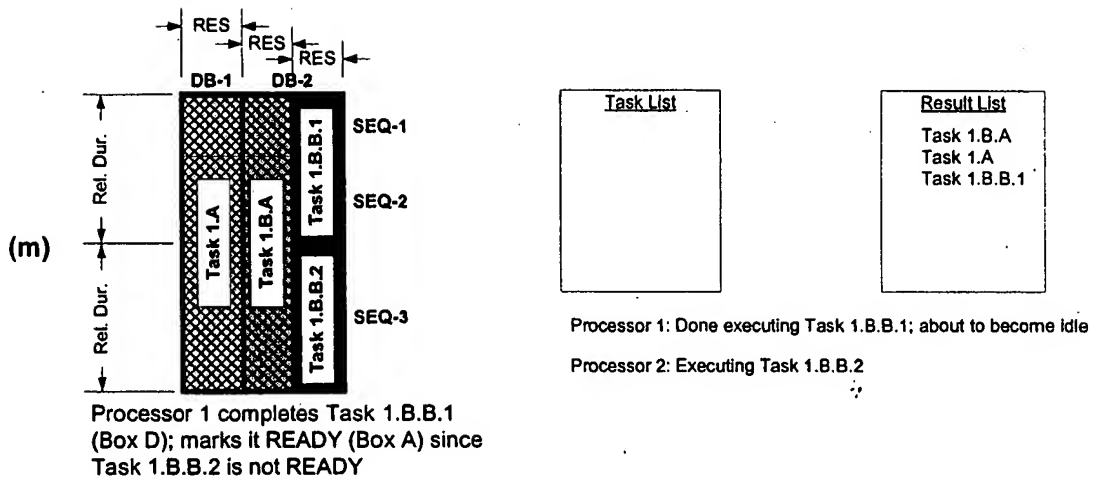 RES
RES
RES
DB-1
DB-2
(m)
Rel. Dur.
Rel. Dur.
Task 1.A
Task 1.B.A
Task 1.B.B.1
Task 1.B.B.2
SEQ-1
SEQ-2
SEQ-3
Processor 1 completes Task 1.B.B.1
(Box D); marks it READY (Box A) since
Task 1.B.B.2 is not READY
Task List
Result List
Task 1.B.A
Task 1.A
Task 1.B.B.1
Processor 1: Done executing Task 1.B.B.1; about to become idle
Processor 2: Executing Task 1.B.B.2